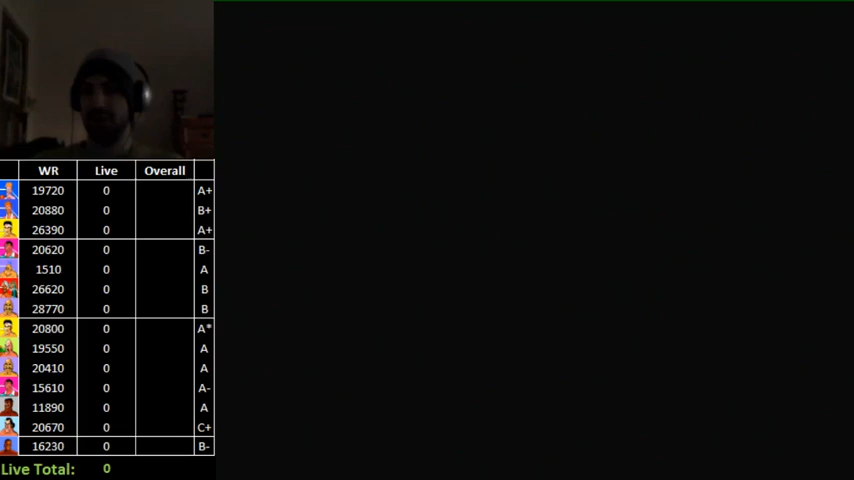 WR Live Overall
19720 0 A+
20880 0 B+
26390 0 A+
20620 0 B-
1510 0 A
26620 0 B
28770 0 B
20800 0 A*
19550 0 A
20410 0 A
15610 0 A-
11890 0 A
20670 0 C+
16230 0 B-
Live Total: 0